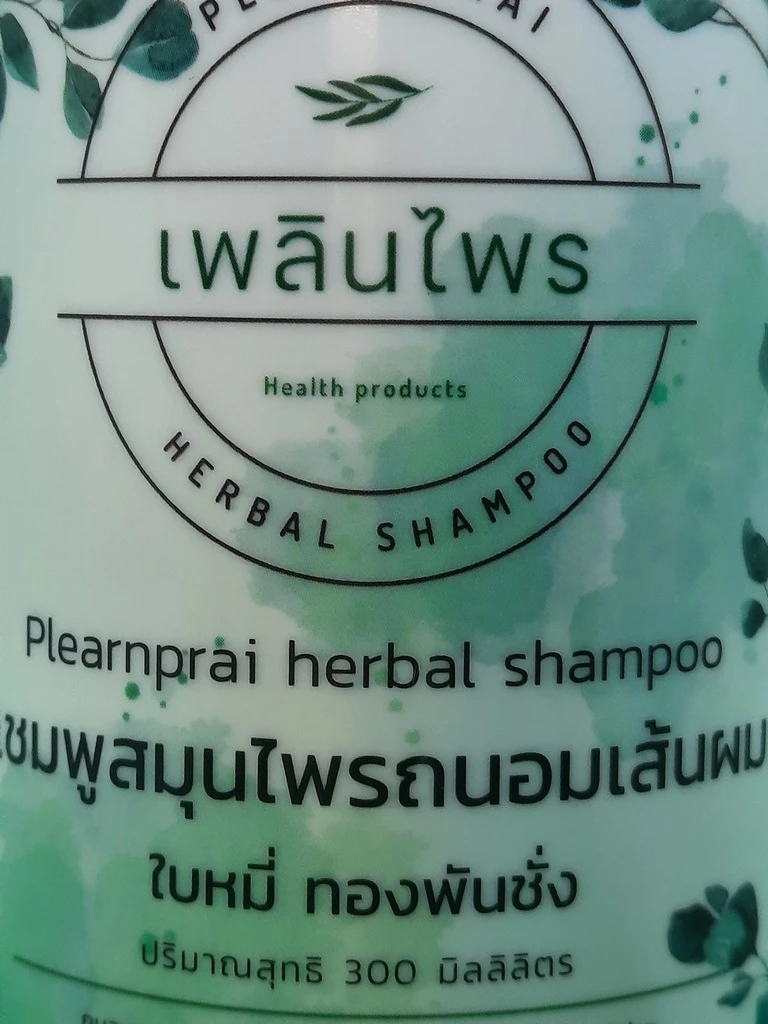 เพลินไพร
Health products
HERBAL SHAMPOO
Plearnprai herbal shampoo
แชมพูสมุนไพรถนอมเส้นผม
ใบหมี่ ทองพันชั่ง
ปริมาณสุทธิ 300 มิลลิลิตร